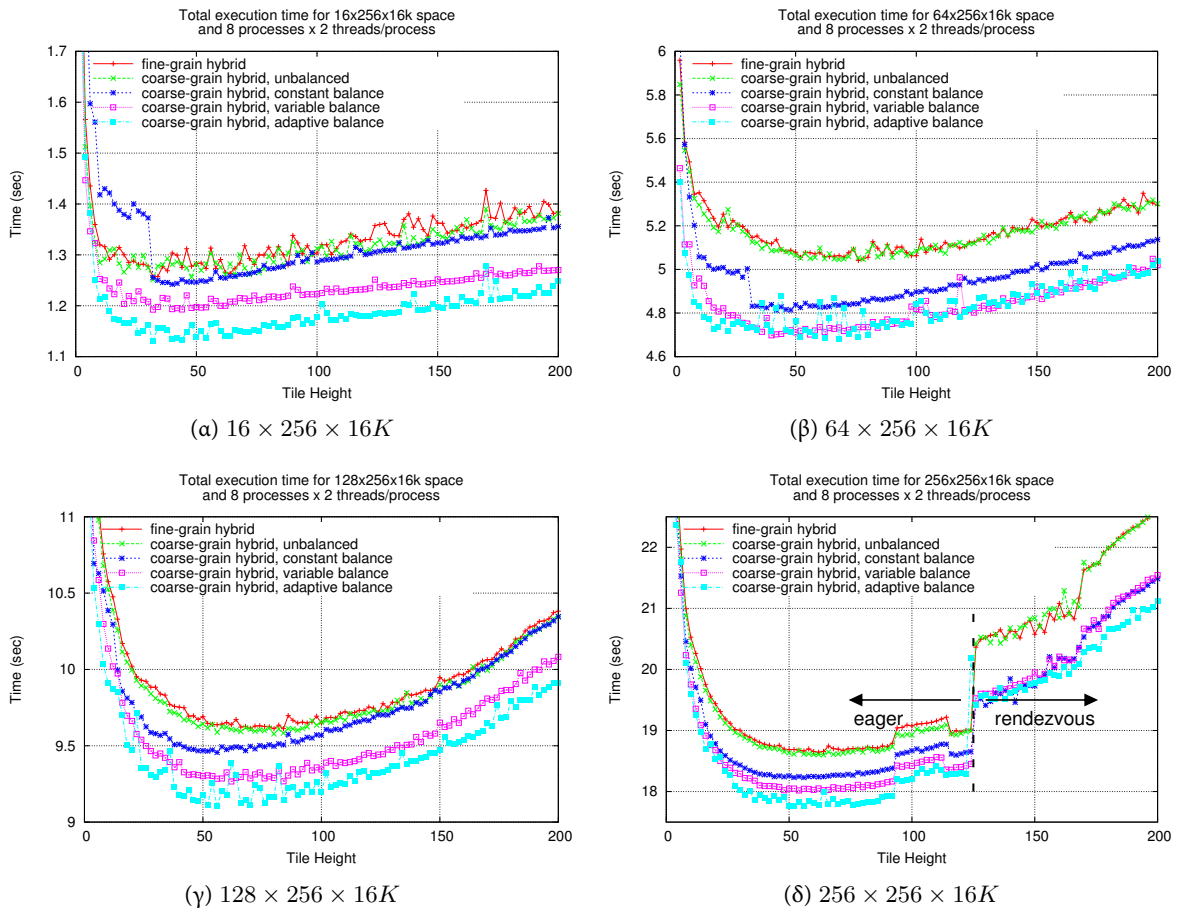 Total execution time for 16x256x16k space
and 8 processes x 2 threads/process
1.7
1.6
1.5
1.4
1.3
1.2
1.1
0
50
100
150
200
Time (sec)
Tile Height
fine-grain hybrid
coarse-grain hybrid, unbalanced
coarse-grain hybrid, constant balance
coarse-grain hybrid, variable balance
coarse-grain hybrid, adaptive balance
(α) 16 × 256 × 16K
Total execution time for 64x256x16k space
and 8 processes x 2 threads/process
6
5.8
5.6
5.4
5.2
5
4.8
4.6
0
50
100
150
200
Time (sec)
Tile Height
fine-grain hybrid
coarse-grain hybrid, unbalanced
coarse-grain hybrid, constant balance
coarse-grain hybrid, variable balance
coarse-grain hybrid, adaptive balance
(β) 64 × 256 × 16K
Total execution time for 128x256x16k space
and 8 processes x 2 threads/process
11
10.5
10
9.5
9
0
50
100
150
200
Time (sec)
Tile Height
fine-grain hybrid
coarse-grain hybrid, unbalanced
coarse-grain hybrid, constant balance
coarse-grain hybrid, variable balance
coarse-grain hybrid, adaptive balance
(γ) 128 × 256 × 16K
Total execution time for 256x256x16k space
and 8 processes x 2 threads/process
22
21
20
19
18
0
50
100
150
200
Time (sec)
Tile Height
fine-grain hybrid
coarse-grain hybrid, unbalanced
coarse-grain hybrid, constant balance
coarse-grain hybrid, variable balance
coarse-grain hybrid, adaptive balance
eager
rendezvous
(δ) 256 × 256 × 16K